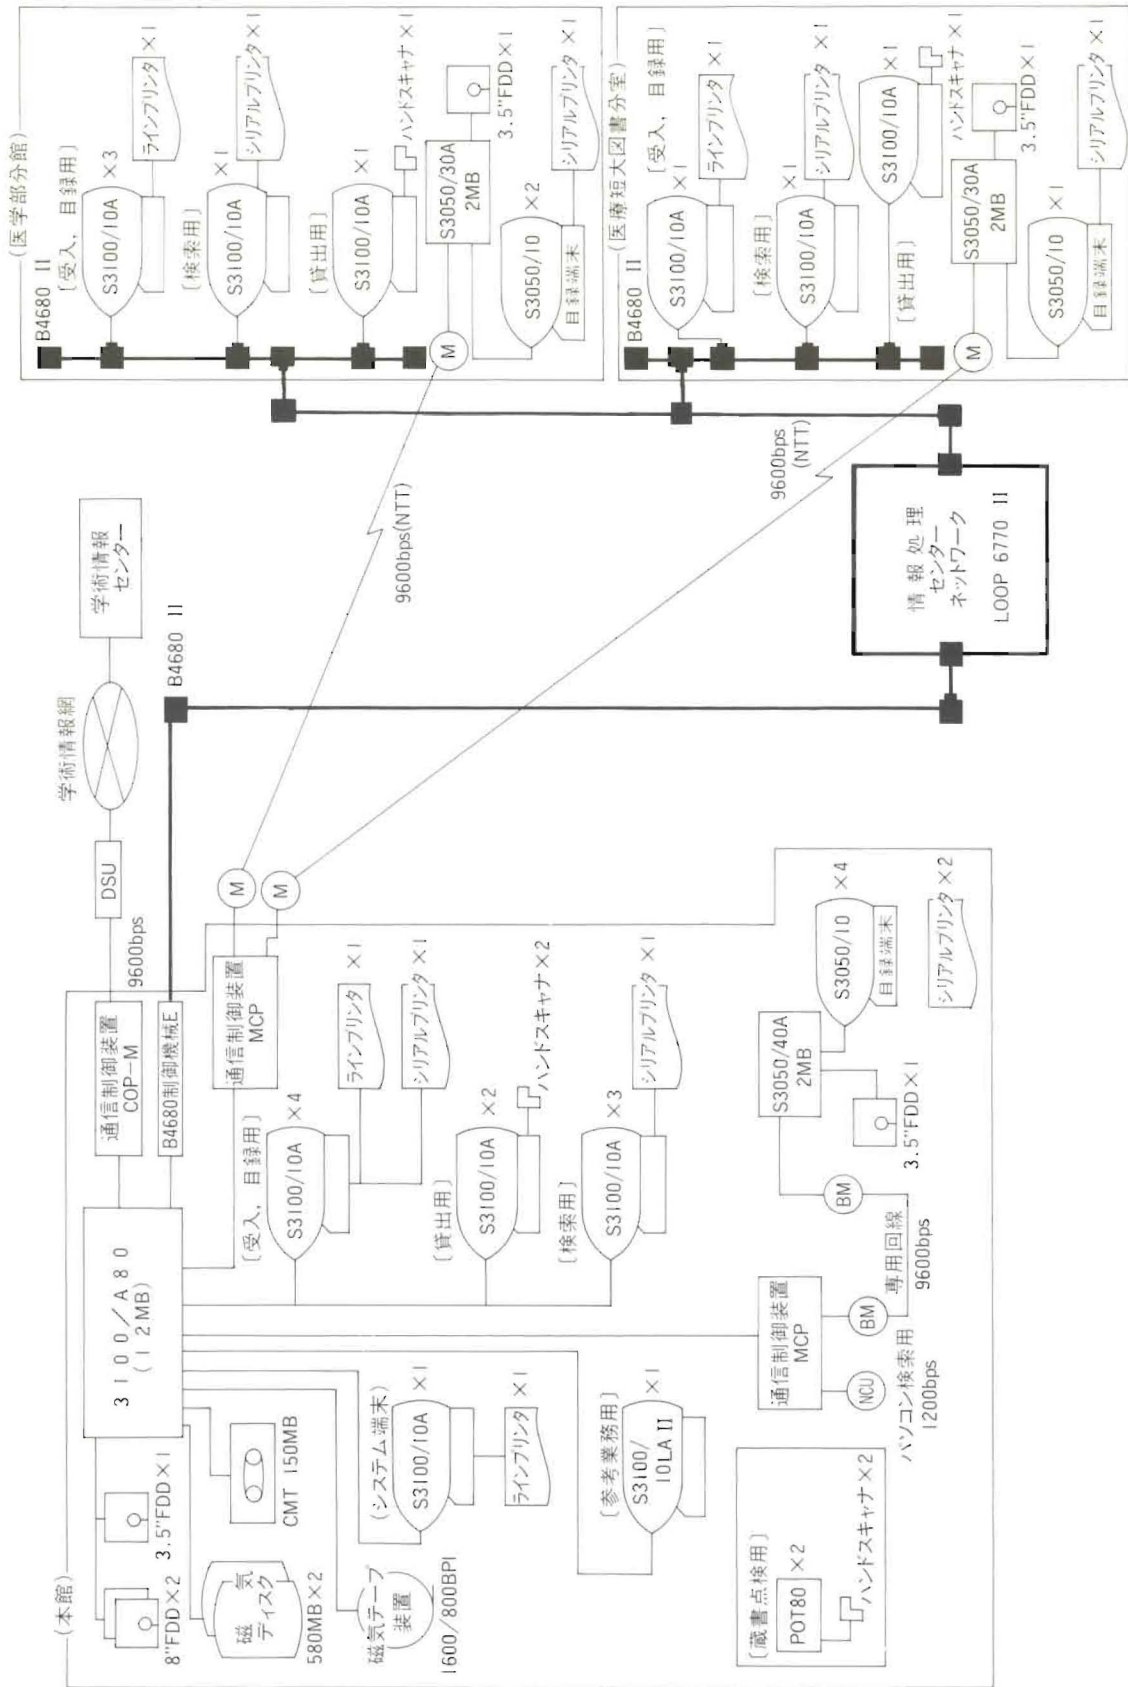 (本館)
8"FDD×2
3.5"FDD×1
磁気
ディスク
580MB×2
CMT 150MB
磁気テープ
装置
1600/800BPI
3100/A80
(12MB)
通信制御装置
COP-M
9600bps
DSU
学術情報網
学術情報
センター
B4680制御機械E
B4680 II
通信制御装置
MCP
M
M
9600bps(NTT)
9600bps
(NTT)
(システム端末)
S3100/10A
×1
ラインプリンタ×1
〔参考業務用〕
S3100/
10LA II
×1
〔受入，目録用〕
S3100/10A
×4
ラインプリンタ×1
シリアルプリンタ×1
〔貸出用〕
S3100/10A
×2
ハンドスキャナ×2
〔検索用〕
S3100/10A
×3
シリアルプリンタ×1
〔蔵書点検用〕
POT80
×2
ハンドスキャナ×2
通信制御装置
MCP
NCU
BM
パソコン検索用
1200bps
専用回線
9600bps
BM
S3050/40A
2MB
3.5"FDD×1
S3050/10
×4
目録端末
シリアルプリンタ×2
情報処理
センター
ネットワーク
LOOP 6770 II
(医学部分館)
B4680 II
〔受入，目録用〕
S3100/10A
×3
ラインプリンタ×1
〔検索用〕
S3100/10A
×1
シリアルプリンタ×1
〔貸出用〕
S3100/10A
×1
ハンドスキャナ×1
M
S3050/30A
2MB
3.5"FDD×1
S3050/10
×2
目録端末
シリアルプリンタ×1
(医療短大図書分室)
B4680 II
〔受入，目録用〕
S3100/10A
×1
ラインプリンタ×1
〔検索用〕
S3100/10A
×1
シリアルプリンタ×1
〔貸出用〕
S3100/10A
×1
ハンドスキャナ×1
M
S3050/30A
2MB
3.5"FDD×1
S3050/10
×1
目録端末
シリアルプリンタ×1